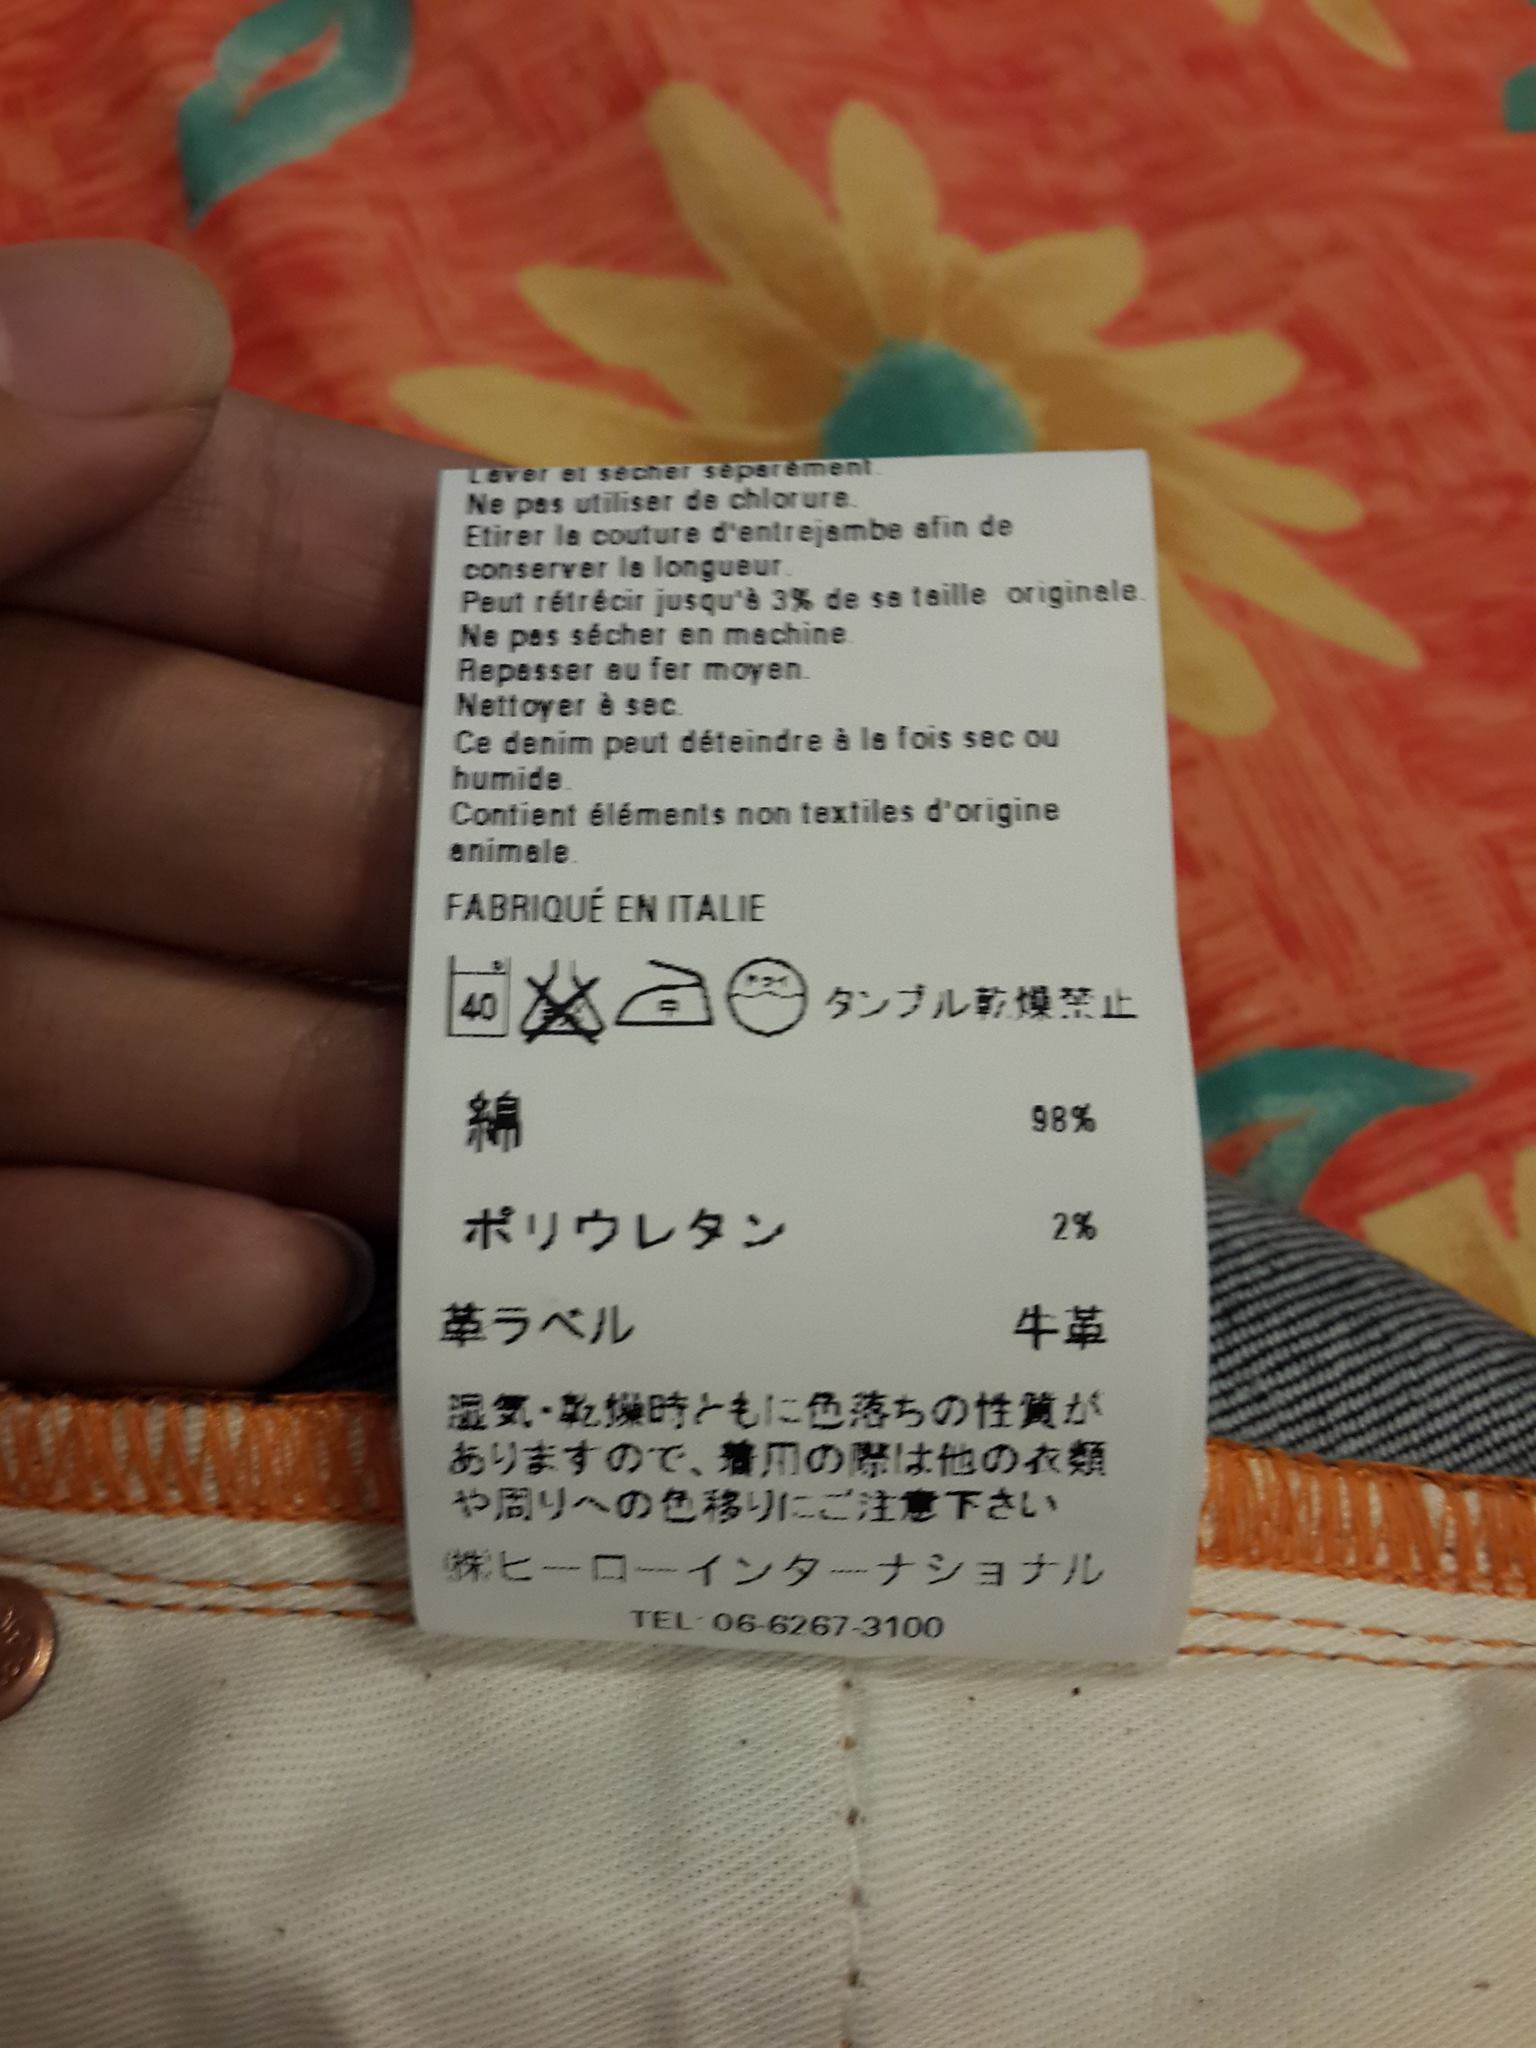 Laver et sécher séparément.
Ne pas utiliser de chlorure.
Etirer la couture d'entrejambe afin de
conserver la longueur.
Peut rétrécir jusqu'à 3% de sa taille originale.
Ne pas sécher en machine.
Repasser au fer moyen.
Nettoyer à sec.
Ce denim peut déteindre à la fois sec ou
humide.
Contient éléments non textiles d'origine
animale.
FABRIQUÉ EN ITALIE
40 中 ドライ タンブル乾燥禁止
綿 98%
ポリウレタン 2%
革ラベル 牛革
湿気・乾燥時ともに色落ちの性質が
ありますので、着用の際は他の衣類
や周りへの色移りにご注意下さい
(株)ヒーローインターナショナル
TEL: 06-6267-3100